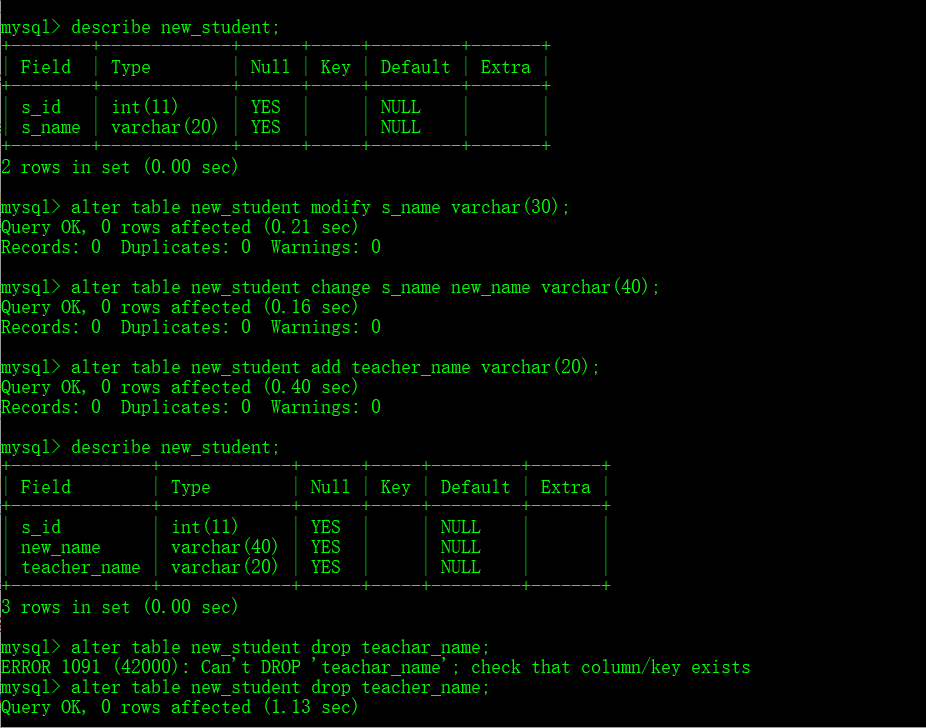 mysql> describe new_student;
+---------+-------------+------+-----+---------+-------+
| Field   | Type        | Null | Key | Default | Extra |
+---------+-------------+------+-----+---------+-------+
| s_id    | int(11)     | YES  |     | NULL    |       |
| s_name  | varchar(20) | YES  |     | NULL    |       |
+---------+-------------+------+-----+---------+-------+
2 rows in set (0.00 sec)
mysql> alter table new_student modify s_name varchar(30);
Query OK, 0 rows affected (0.21 sec)
Records: 0  Duplicates: 0  Warnings: 0
mysql> alter table new_student change s_name new_name varchar(40);
Query OK, 0 rows affected (0.16 sec)
Records: 0  Duplicates: 0  Warnings: 0
mysql> alter table new_student add teacher_name varchar(20);
Query OK, 0 rows affected (0.40 sec)
Records: 0  Duplicates: 0  Warnings: 0
mysql> describe new_student;
+--------------+-------------+------+-----+---------+-------+
| Field        | Type        | Null | Key | Default | Extra |
+--------------+-------------+------+-----+---------+-------+
| s_id         | int(11)     | YES  |     | NULL    |       |
| new_name     | varchar(40) | YES  |     | NULL    |       |
| teacher_name | varchar(20) | YES  |     | NULL    |       |
+--------------+-------------+------+-----+---------+-------+
3 rows in set (0.00 sec)
mysql> alter table new_student drop teachar_name;
ERROR 1091 (42000): Can't DROP 'teachar_name'; check that column/key exists
mysql> alter table new_student drop teacher_name;
Query OK, 0 rows affected (1.13 sec)